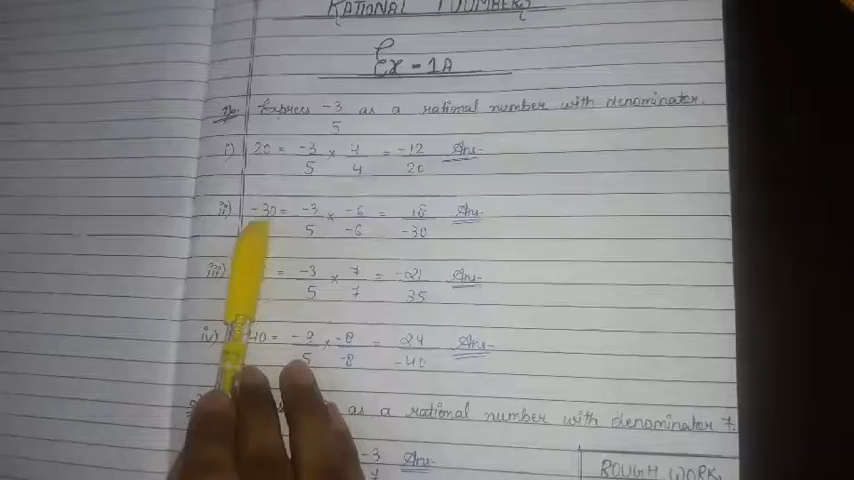 RATIONAL NUMBERS
Ex-1A
Express -3/5 as a rational number with denominator.
i) 20 = -3/5 × 4/4 = -12/20 Ans-
ii) -30 = -3/5 × -6/-6 = 18/-30 Ans-
iii) = -3/5 × 7/7 = -21/35 Ans-
iv) 40 = -3/5 × -8/-8 = 24/-40 Ans-
as a rational number with denominator 7.
-3/7 Ans-
ROUGH WORK